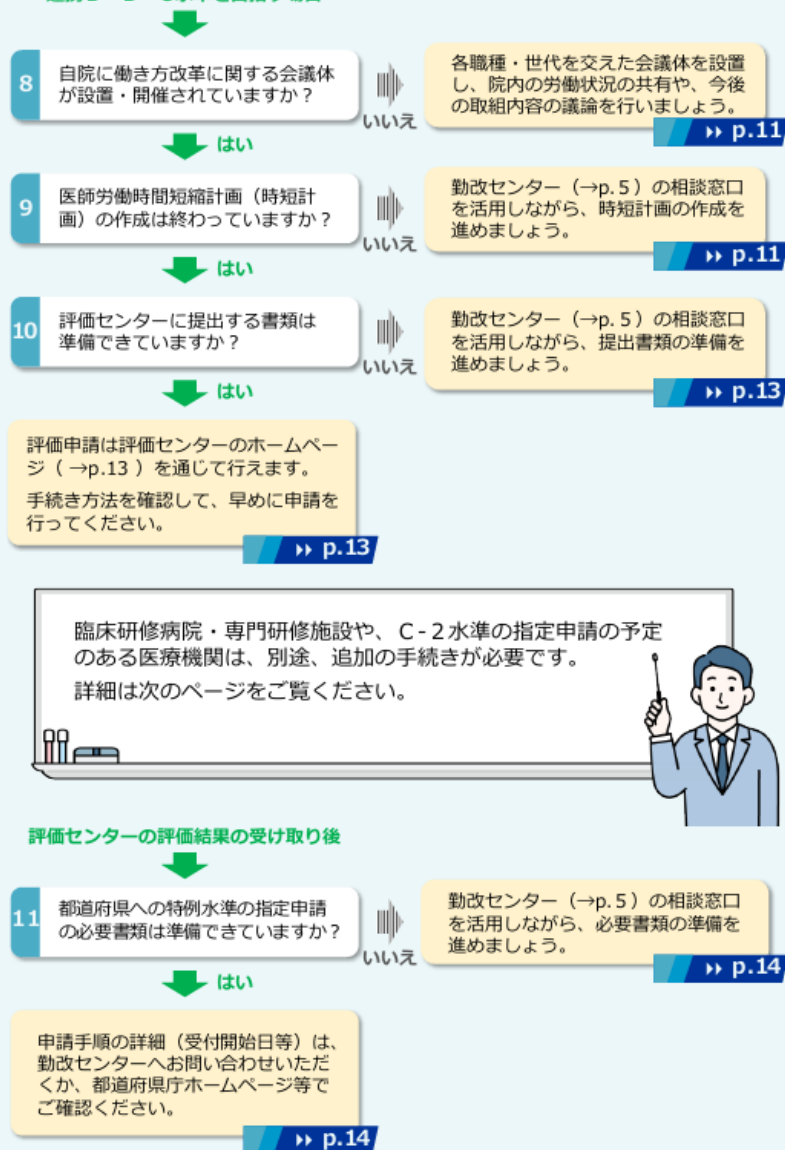 8
自院に働き方改革に関する会議体
が設置・開催されていますか？
いいえ
各職種・世代を交えた会議体を設置
し、院内の労働状況の共有や、今後
の取組内容の議論を行いましょう。
p.11
はい
9
医師労働時間短縮計画（時短計
画）の作成は終わっていますか？
いいえ
勤改センター（→p. 5 ）の相談窓口
を活用しながら、時短計画の作成を
進めましょう。
p.11
はい
10
評価センターに提出する書類は
準備できていますか？
いいえ
勤改センター（→p. 5 ）の相談窓口
を活用しながら、提出書類の準備を
進めましょう。
p.13
はい
評価申請は評価センターのホームペー
ジ（ →p.13 ）を通じて行えます。
手続き方法を確認して、早めに申請を
行ってください。
p.13
臨床研修病院・専門研修施設や、Ｃ-２水準の指定申請の予定
のある医療機関は、別途、追加の手続きが必要です。
詳細は次のページをご覧ください。
評価センターの評価結果の受け取り後
11
都道府県への特例水準の指定申請
の必要書類は準備できていますか？
いいえ
勤改センター（→p. 5 ）の相談窓口
を活用しながら、必要書類の準備を
進めましょう。
p.14
はい
申請手順の詳細（受付開始日等）は、
勤改センターへお問い合わせいただ
くか、都道府県庁ホームページ等で
ご確認ください。
p.14